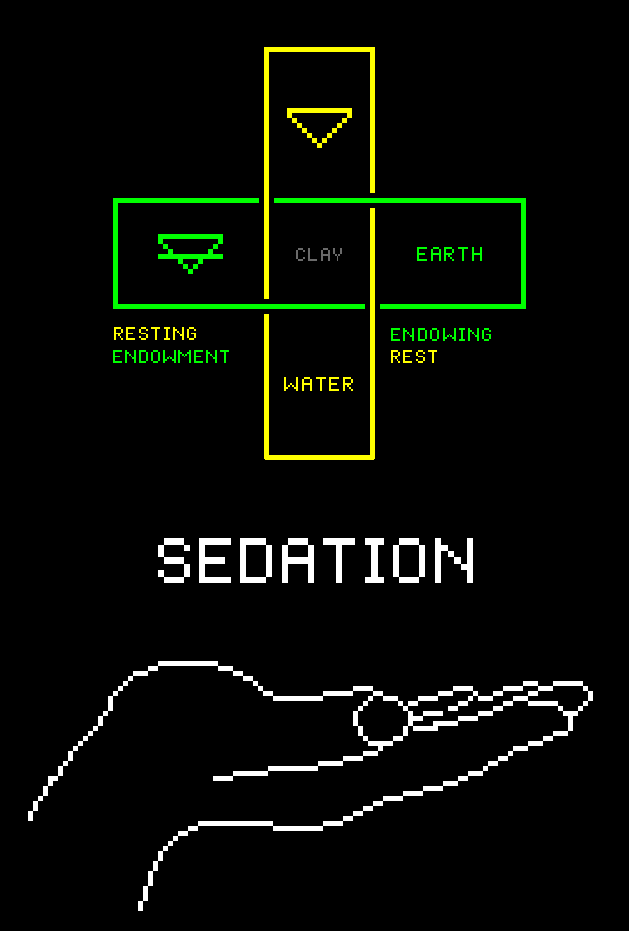 CLAY
EARTH
RESTING
ENDOWMENT
ENDOWING
REST
WATER
SEDATION